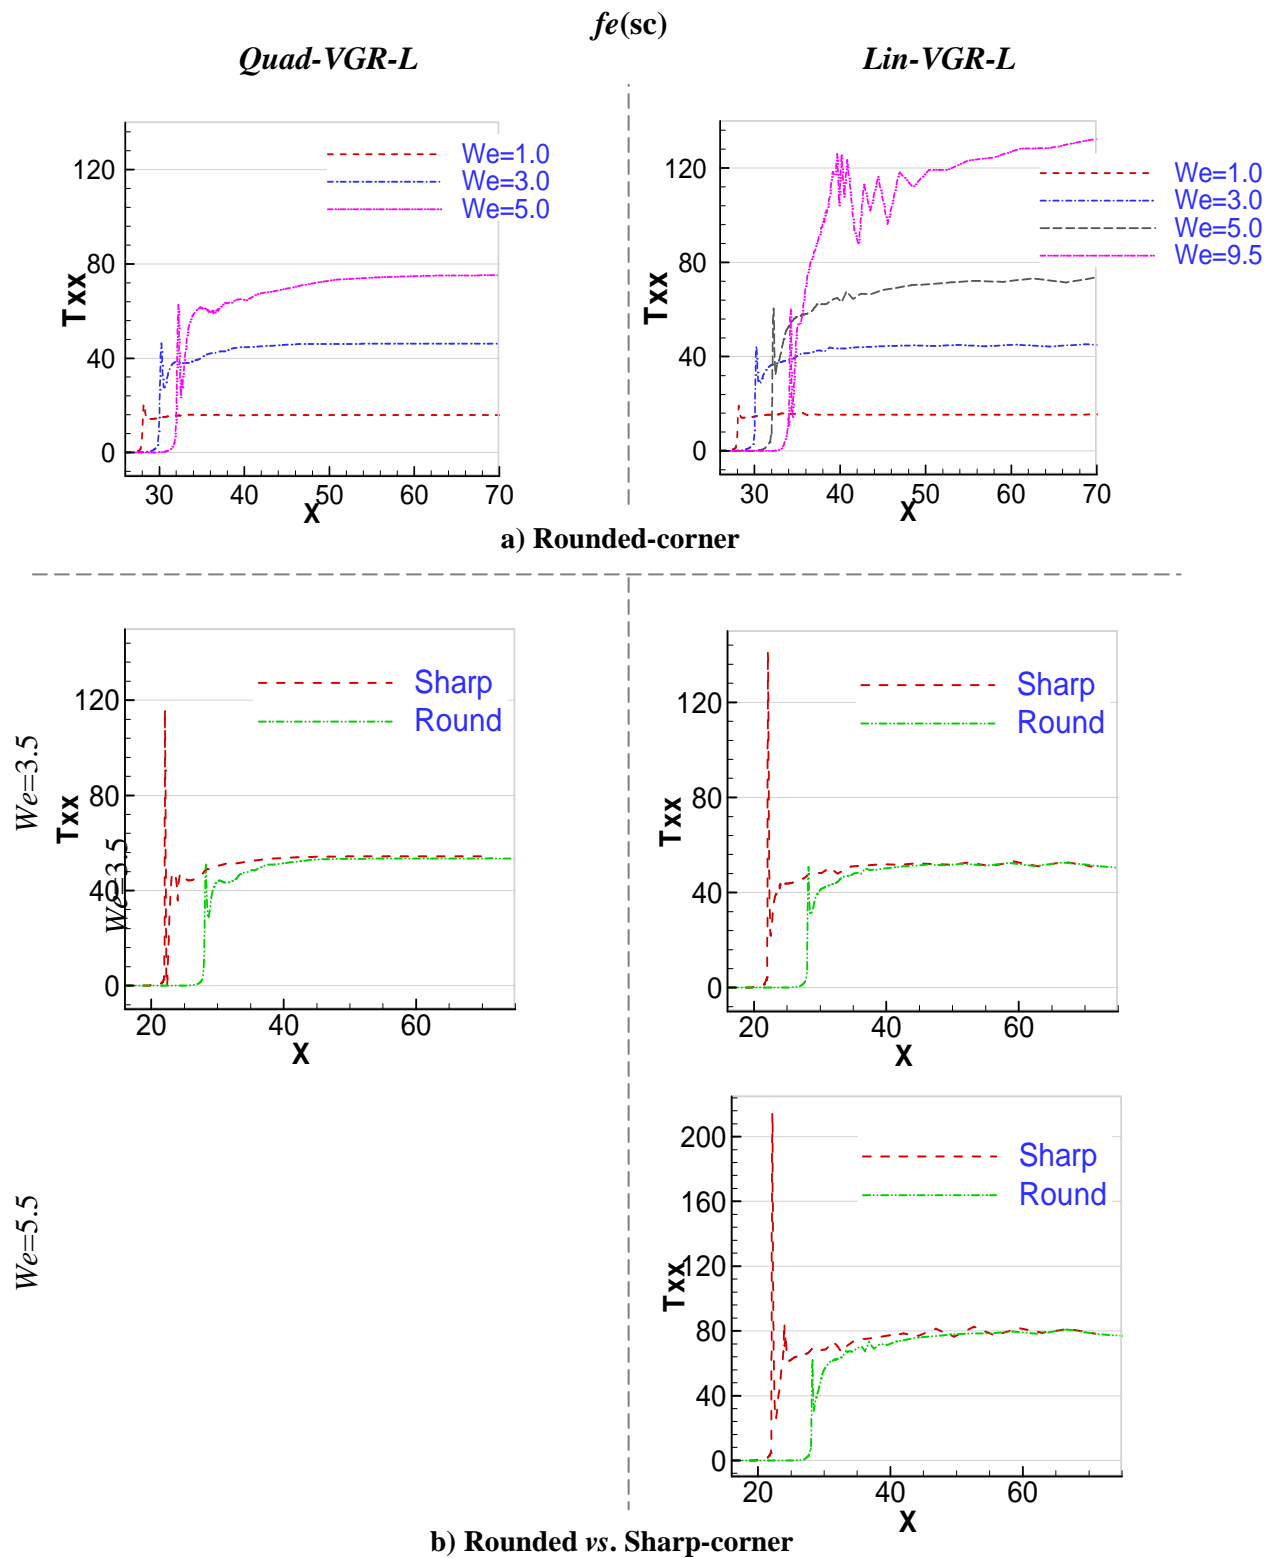 fe(sc)
Quad-VGR-L
Lin-VGR-L
120
80
40
0
Txx
We=1.0
We=3.0
We=5.0
30 40 50 60 70
X
120
80
40
0
Txx
We=1.0
We=3.0
We=5.0
We=9.5
30 40 50 60 70
X
a) Rounded-corner
We=3.5
We=3.5
120
80
40
0
Txx
Sharp
Round
20 40 60
X
120
80
40
0
Txx
Sharp
Round
20 40 60
X
We=5.5
200
160
120
80
40
0
Txx
Sharp
Round
20 40 60
X
b) Rounded vs. Sharp-corner